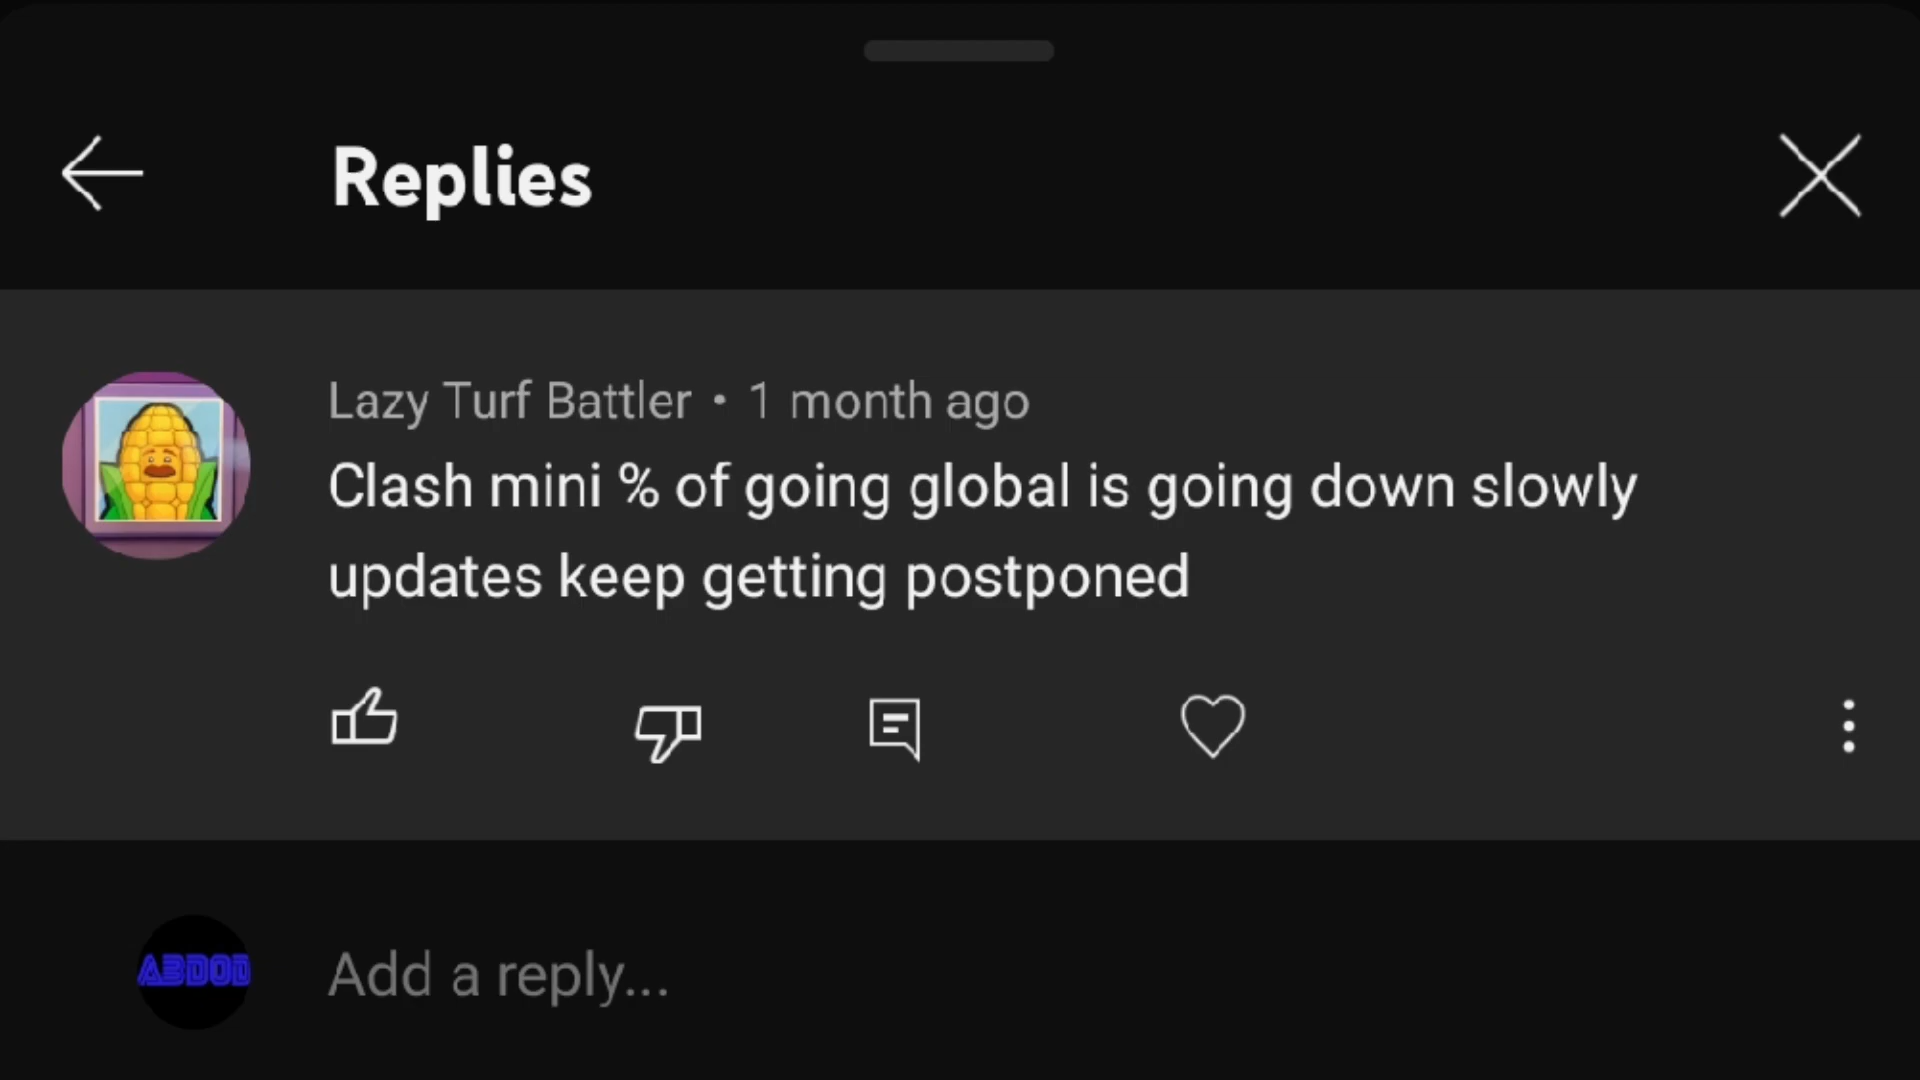 Replies
Lazy Turf Battler • 1 month ago
Clash mini % of going global is going down slowly
updates keep getting postponed
ABDOD
Add a reply...